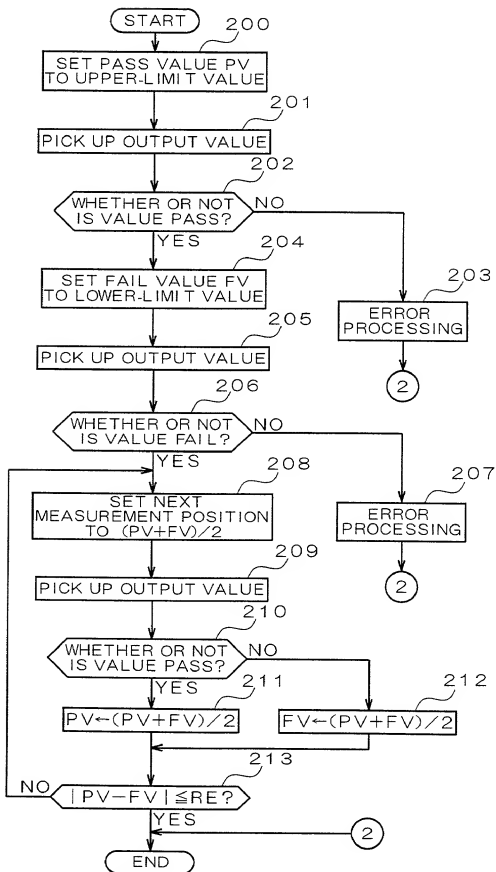 START
200
SET PASS VALUE PV
TO UPPER-LIMIT VALUE
201
PICK UP OUTPUT VALUE
202
WHETHER OR NOT
IS VALUE PASS?
NO
YES
204
SET FAIL VALUE FV
TO LOWER-LIMIT VALUE
203
ERROR
PROCESSING
2
205
PICK UP OUTPUT VALUE
206
WHETHER OR NOT
IS VALUE FAIL?
NO
YES
208
SET NEXT
MEASUREMENT POSITION
TO (PV+FV)/2
207
ERROR
PROCESSING
2
209
PICK UP OUTPUT VALUE
210
WHETHER OR NOT
IS VALUE PASS?
NO
YES
211
PV←(PV+FV)/2
212
FV←(PV+FV)/2
213
NO
|PV−FV|≦RE?
YES
2
END